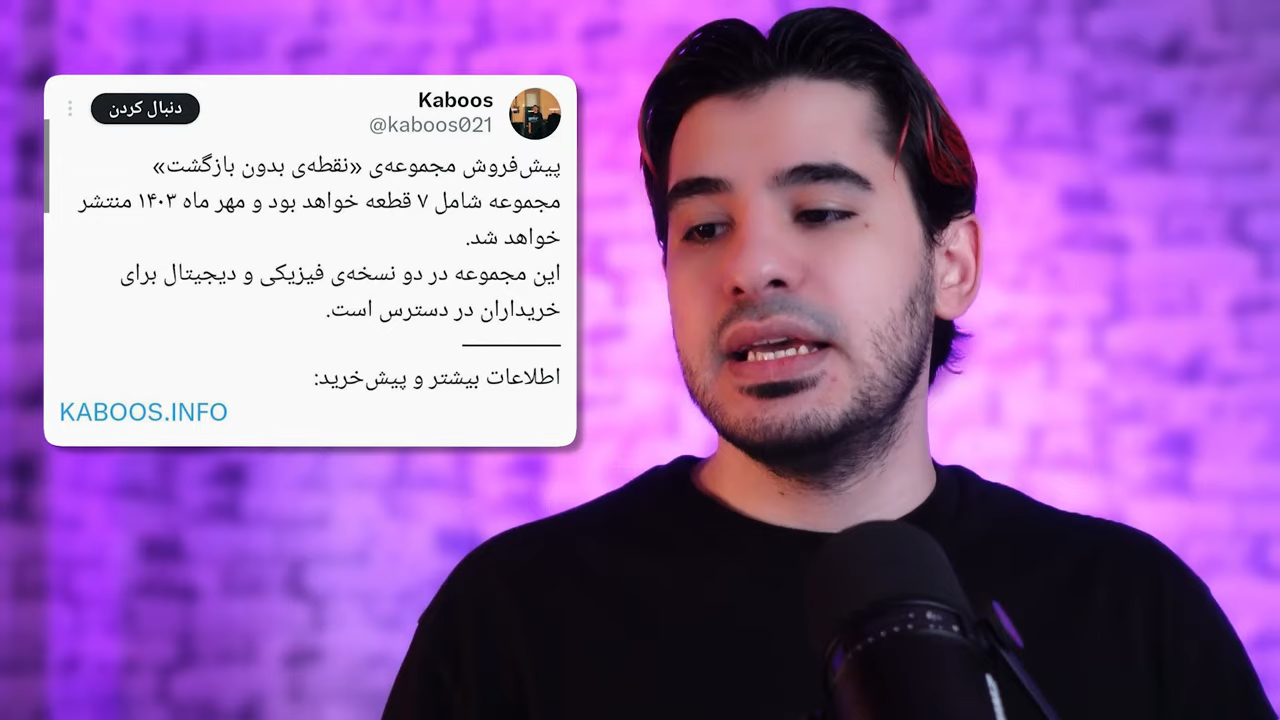 Kaboos
@kaboos021
دنبال کردن
پیش‌فروش مجموعه‌ی «نقطه‌ی بدون بازگشت»
مجموعه شامل ۷ قطعه خواهد بود و مهر ماه ۱۴۰۳ منتشر
خواهد شد.
این مجموعه در دو نسخه‌ی فیزیکی و دیجیتال برای
خریداران در دسترس است.
اطلاعات بیشتر و پیش‌خرید:
KABOOS.INFO